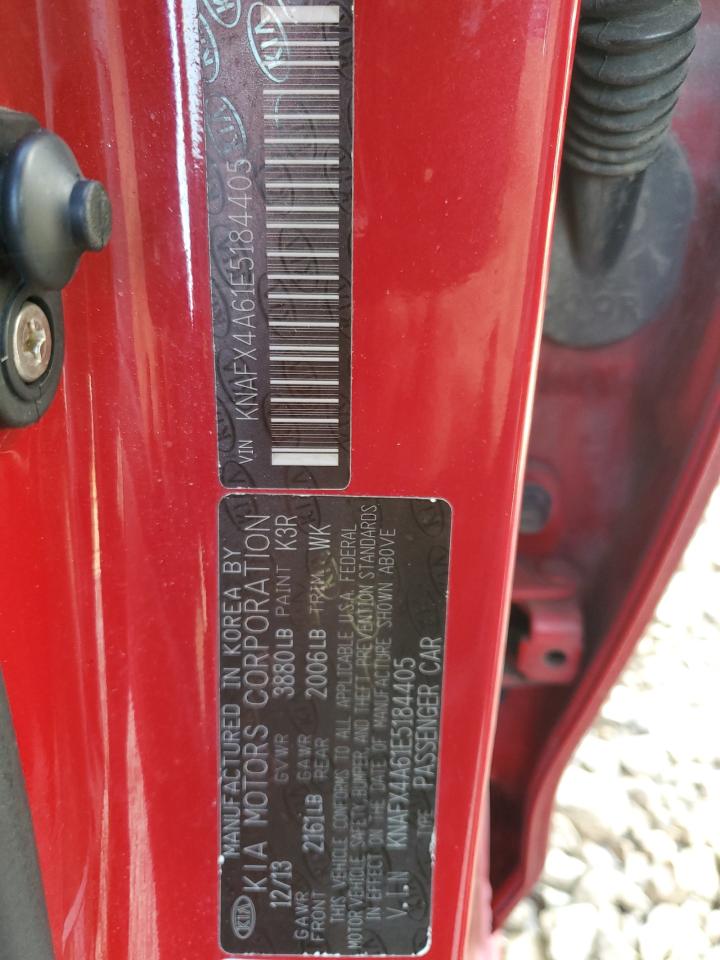 VIN KNAFX4A61E5184405
KIA
MANUFACTURED IN KOREA BY
KIA MOTORS CORPORATION
12/13 GVWR 3880LB PAINT K3R
GAWR FRONT 2161LB GAWR REAR 2006LB TRIM WK
THIS VEHICLE CONFORMS TO ALL APPLICABLE U.S.A. FEDERAL
MOTOR VEHICLE SAFETY, BUMPER, AND THEFT PREVENTION STANDARDS
IN EFFECT ON THE DATE OF MANUFACTURE SHOWN ABOVE
V.I.N KNAFX4A61E5184405
TYPE PASSENGER CAR